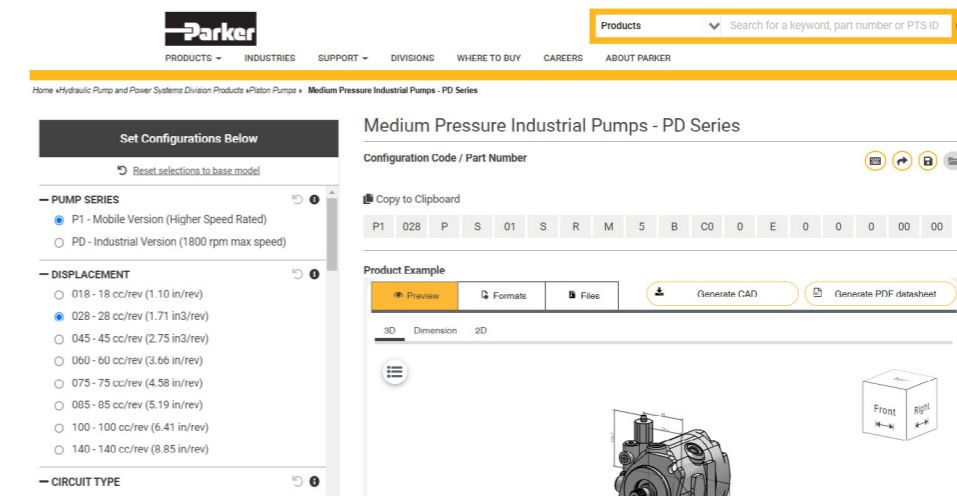 Parker
Products Search for a keyword, part number or PTS ID
PRODUCTS INDUSTRIES SUPPORT DIVISIONS WHERE TO BUY CAREERS ABOUT PARKER
Home »Hydraulic Pump and Power Systems Division Products »Piston Pumps » Medium Pressure Industrial Pumps - PD Series
Set Configurations Below
Reset selections to base model
PUMP SERIES
P1 - Mobile Version (Higher Speed Rated)
PD - Industrial Version (1800 rpm max speed)
DISPLACEMENT
018 - 18 cc/rev (1.10 in/rev)
028 - 28 cc/rev (1.71 in3/rev)
045 - 45 cc/rev (2.75 in3/rev)
060 - 60 cc/rev (3.66 in/rev)
075 - 75 cc/rev (4.58 in/rev)
085 - 85 cc/rev (5.19 in/rev)
100 - 100 cc/rev (6.41 in/rev)
140 - 140 cc/rev (8.85 in/rev)
CIRCUIT TYPE
Medium Pressure Industrial Pumps - PD Series
Configuration Code / Part Number
Copy to Clipboard
P1 028 P S 01 S R M 5 B C0 0 E 0 0 0 00 00
Product Example
Preview Formats Files Generate CAD Generate PDF datasheet
3D Dimension 2D
Front Right